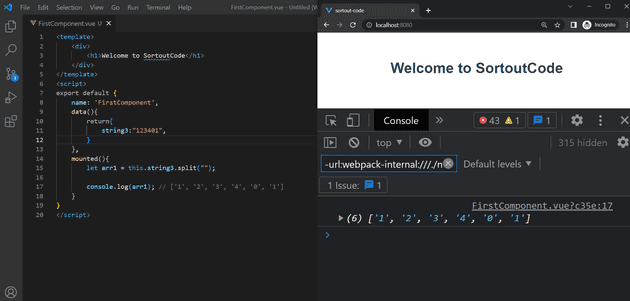 File Edit Selection View Go Run Terminal Help FirstComponent.vue - Untitled (W
FirstComponent.vue U
1 <template>
2 <div>
3 <h1>Welcome to SortoutCode</h1>
4 </div>
5 </template>
6 <script>
7 export default {
8 name: 'FirstComponent',
9 data(){
10 return{
11 string3:"123401",
12 }
13 },
14 mounted(){
15 let arr1 = this.string3.split("");
16
17 console.log(arr1); // ['1', '2', '3', '4', '0', '1']
18 }
19 }
20 </script>
3
sortout-code
localhost:8080
Incognito
Welcome to SortoutCode
Console
43
1
1
top
315 hidden
-url:webpack-internal:///./n
Default levels
1 Issue: 1
FirstComponent.vue?c35e:17
(6) ['1', '2', '3', '4', '0', '1']